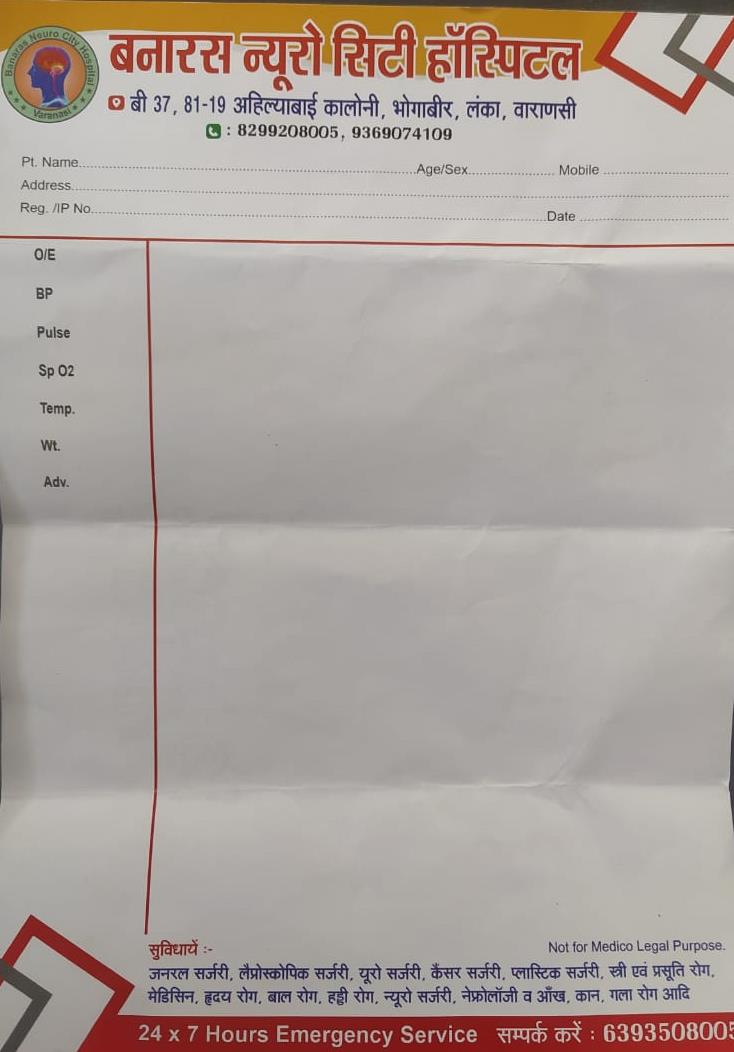 Banaras Neuro City Hospital
Varanasi
बनारस न्यूरो सिटी हॉस्पिटल
बी 37, 81-19 अहिल्याबाई कालोनी, भोगाबीर, लंका, वाराणसी
: 8299208005, 9369074109
Pt. Name....................Age/Sex.................... Mobile ....................
Address....................
Reg. /IP No....................Date ....................
O/E
BP
Pulse
Sp O2
Temp.
Wt.
Adv.
सुविधायें :-
Not for Medico Legal Purpose.
जनरल सर्जरी, लैप्रोस्कोपिक सर्जरी, यूरो सर्जरी, कैंसर सर्जरी, प्लास्टिक सर्जरी, स्त्री एवं प्रसूति रोग,
मेडिसिन, हृदय रोग, बाल रोग, हड्डी रोग, न्यूरो सर्जरी, नेफ्रोलॉजी व आँख, कान, गला रोग आदि
24 x 7 Hours Emergency Service सम्पर्क करें : 6393508005